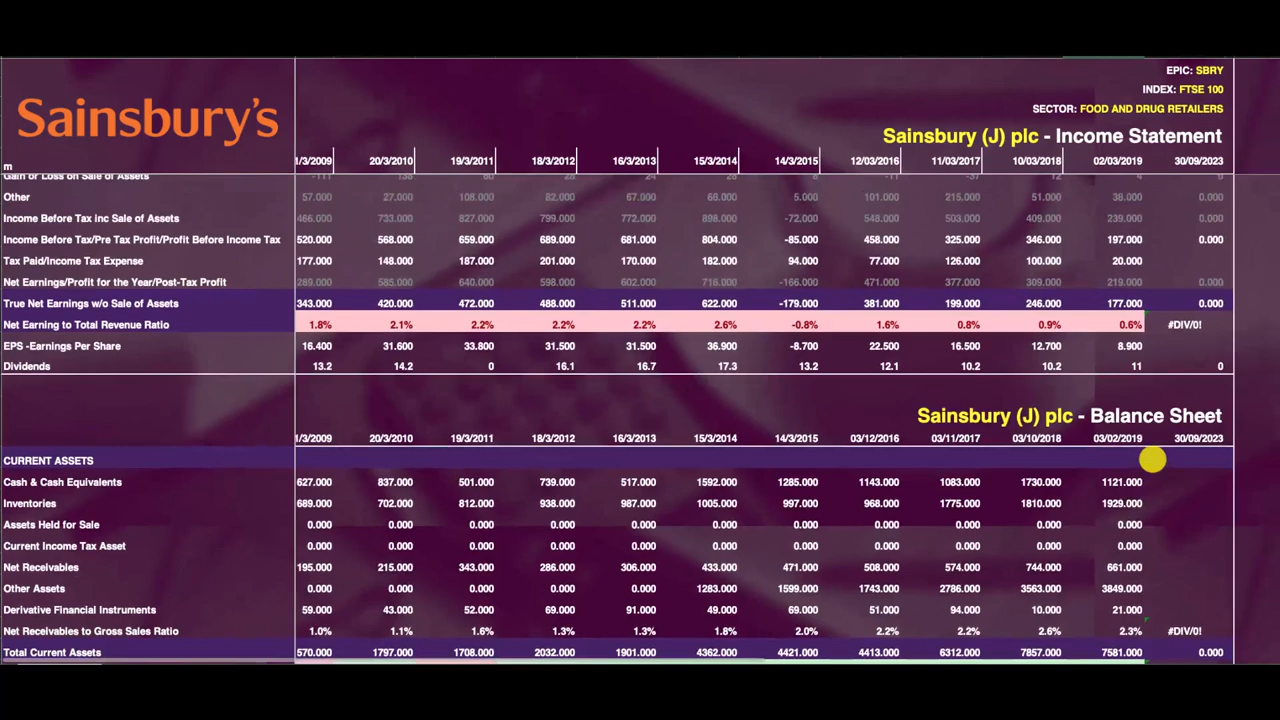 EPIC: SBRY
INDEX: FTSE 100
SECTOR: FOOD AND DRUG RETAILERS
Sainsbury's
Sainsbury (J) plc - Income Statement
m 1/3/2009 20/3/2010 19/3/2011 18/3/2012 16/3/2013 15/3/2014 14/3/2015 12/03/2016 11/03/2017 10/03/2018 02/03/2019 30/09/2023
Gain or Loss on Sale of Assets
Other 57.000 27.000 108.000 82.000 67.000 68.000 5.000 101.000 215.000 51.000 38.000 0.000
Income Before Tax inc Sale of Assets 466.000 733.000 827.000 799.000 772.000 898.000 -72.000 548.000 503.000 409.000 239.000 0.000
Income Before Tax/Pre Tax Profit/Profit Before Income Tax 520.000 568.000 659.000 689.000 681.000 804.000 -85.000 458.000 325.000 346.000 197.000 0.000
Tax Paid/Income Tax Expense 177.000 148.000 187.000 201.000 170.000 182.000 94.000 77.000 126.000 100.000 20.000
Net Earnings/Profit for the Year/Post-Tax Profit 289.000 585.000 640.000 598.000 602.000 716.000 -166.000 471.000 377.000 309.000 219.000 0.000
True Net Earnings w/o Sale of Assets 343.000 420.000 472.000 488.000 511.000 622.000 -179.000 381.000 199.000 246.000 177.000 0.000
Net Earning to Total Revenue Ratio 1.8% 2.1% 2.2% 2.2% 2.2% 2.6% -0.8% 1.6% 0.8% 0.9% 0.6% #DIV/0!
EPS -Earnings Per Share 16.400 31.600 33.800 31.500 31.500 36.900 -8.700 22.500 16.500 12.700 8.900
Dividends 13.2 14.2 0 16.1 16.7 17.3 13.2 12.1 10.2 10.2 11 0
Sainsbury (J) plc - Balance Sheet
1/3/2009 20/3/2010 19/3/2011 18/3/2012 16/3/2013 15/3/2014 14/3/2015 03/12/2016 03/11/2017 03/10/2018 03/02/2019 30/09/2023
CURRENT ASSETS
Cash & Cash Equivalents 627.000 837.000 501.000 739.000 517.000 1592.000 1285.000 1143.000 1083.000 1730.000 1121.000
Inventories 689.000 702.000 812.000 938.000 987.000 1005.000 997.000 968.000 1775.000 1810.000 1929.000
Assets Held for Sale 0.000 0.000 0.000 0.000 0.000 0.000 0.000 0.000 0.000 0.000 0.000
Current Income Tax Asset 0.000 0.000 0.000 0.000 0.000 0.000 0.000 0.000 0.000 0.000 0.000
Net Receivables 195.000 215.000 343.000 286.000 306.000 433.000 471.000 508.000 574.000 744.000 661.000
Other Assets 0.000 0.000 0.000 0.000 0.000 1283.000 1599.000 1743.000 2786.000 3563.000 3849.000
Derivative Financial Instruments 59.000 43.000 52.000 69.000 91.000 49.000 69.000 51.000 94.000 10.000 21.000
Net Receivables to Gross Sales Ratio 1.0% 1.1% 1.6% 1.3% 1.3% 1.8% 2.0% 2.2% 2.2% 2.6% 2.3% #DIV/0!
Total Current Assets 570.000 1797.000 1708.000 2032.000 1901.000 4362.000 4421.000 4413.000 6312.000 7857.000 7581.000 0.000